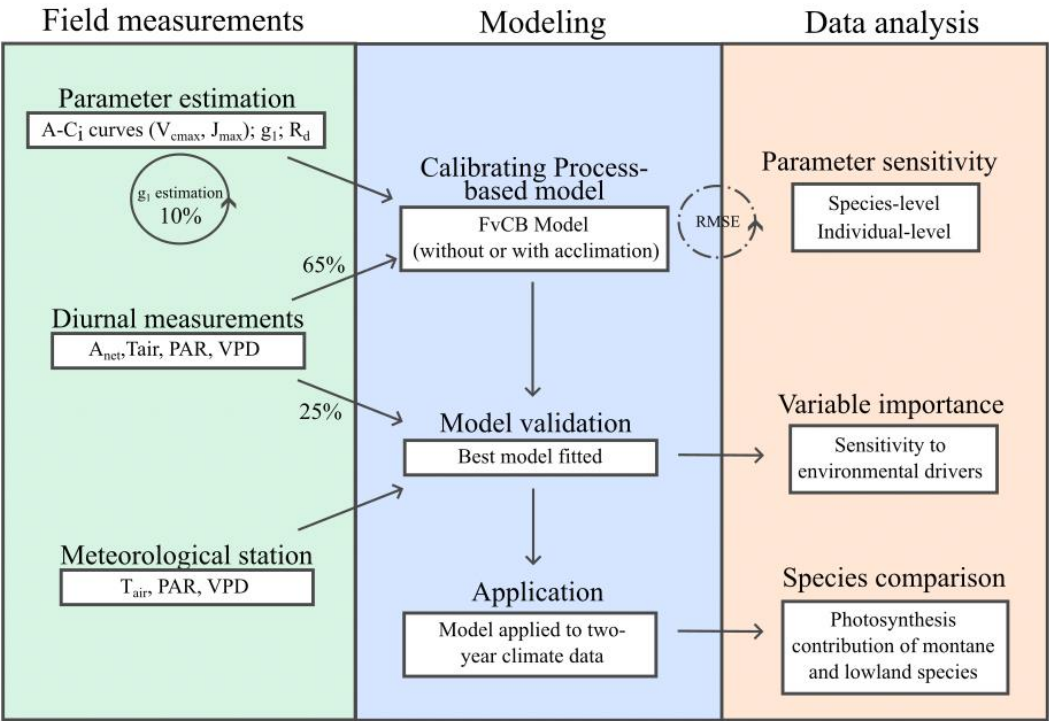 Field measurements
Modeling
Data analysis
Parameter estimation
A-Ci curves (Vcmax, Jmax); g1; Rd
g1 estimation
10%
65%
Diurnal measurements
Anet,Tair, PAR, VPD
25%
Meteorological station
Tair, PAR, VPD
Calibrating Process-
based model
FvCB Model
(without or with acclimation)
RMSE
Model validation
Best model fitted
Application
Model applied to two-
year climate data
Parameter sensitivity
Species-level
Individual-level
Variable importance
Sensitivity to
environmental drivers
Species comparison
Photosynthesis
contribution of montane
and lowland species